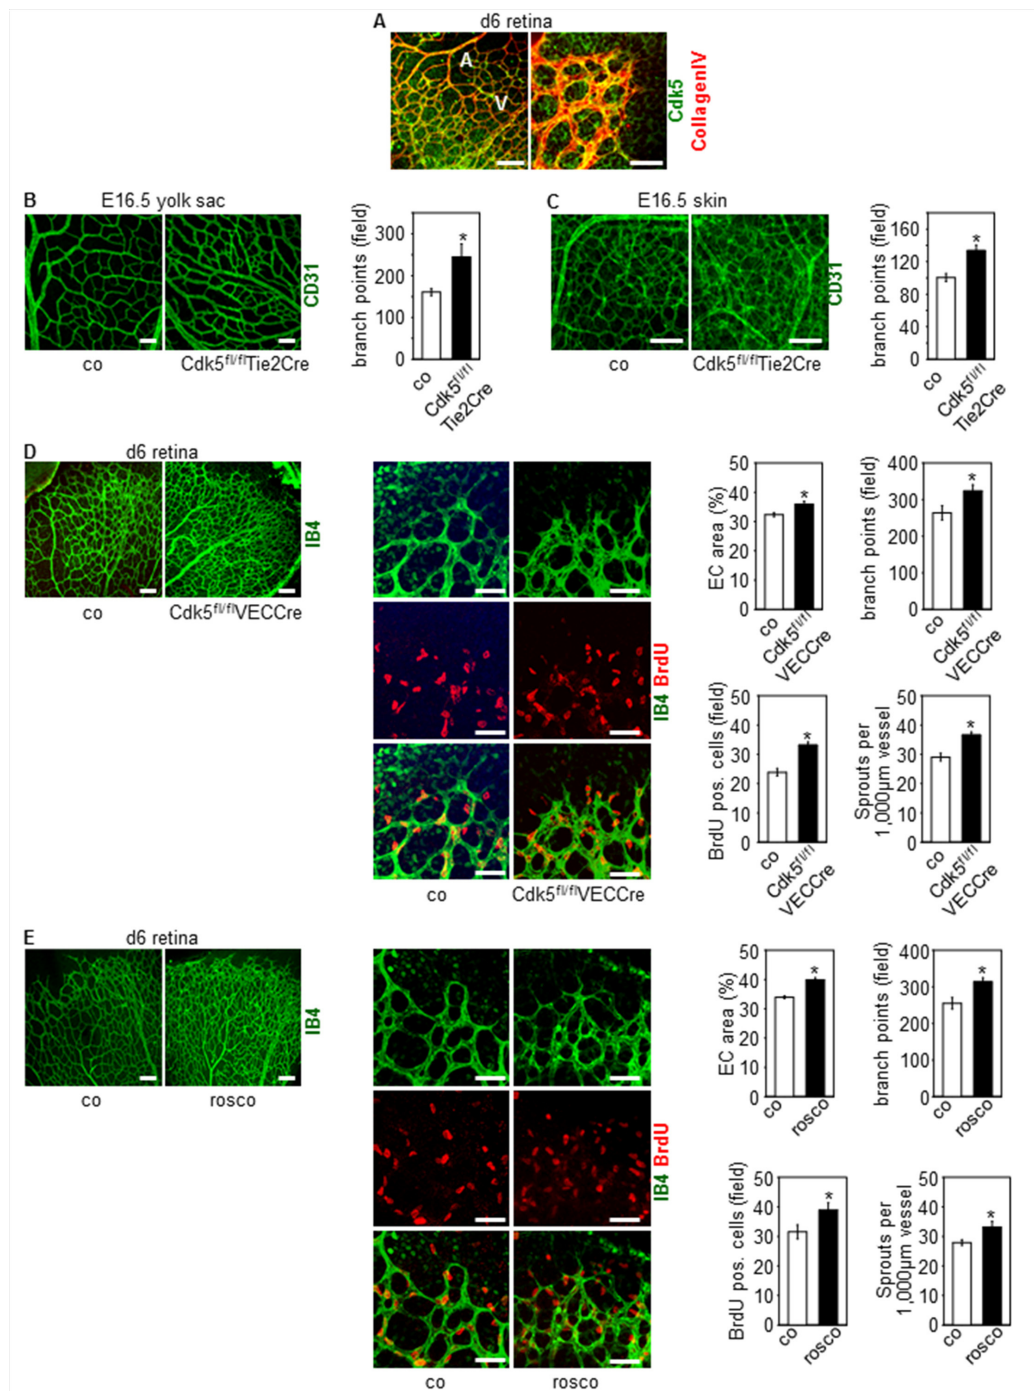 A d6 retina
A
V
Cdk5
CollagenIV
B E16.5 yolk sac
CD31
co Cdk5fl/flTie2Cre
branch points (field)
300
200
100
0
*
co
Cdk5fl/fl
Tie2Cre
C E16.5 skin
CD31
co Cdk5fl/flTie2Cre
branch points (field)
180
140
100
60
0
*
co
Cdk5fl/fl
Tie2Cre
D d6 retina
IB4
co Cdk5fl/flVECCre
IB4 BrdU
co Cdk5fl/flVECCre
EC area (%)
50
40
30
20
10
0
*
co
Cdk5fl/fl
VECCre
branch points (field)
400
300
200
100
0
*
co
Cdk5fl/fl
VECCre
BrdU pos. cells (field)
50
40
30
20
10
0
*
co
Cdk5fl/fl
VECCre
Sprouts per
1,000µm vessel
50
40
30
20
10
0
*
co
Cdk5fl/fl
VECCre
E d6 retina
IB4
co rosco
IB4 BrdU
co rosco
EC area (%)
50
40
30
20
10
0
*
co
rosco
branch points (field)
400
300
200
100
0
*
co
rosco
BrdU pos. cells (field)
50
40
30
20
10
0
*
co
rosco
Sprouts per
1,000µm vessel
50
40
30
20
10
0
*
co
rosco